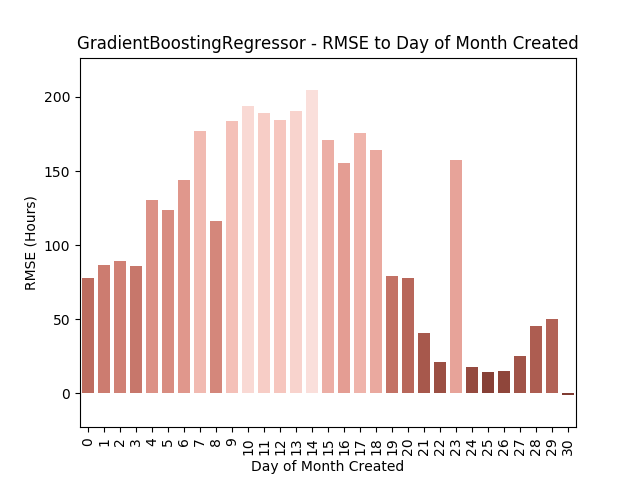 GradientBoostingRegressor - RMSE to Day of Month Created
RMSE (Hours)
200
150
100
50
0
0 1 2 3 4 5 6 7 8 9 10 11 12 13 14 15 16 17 18 19 20 21 22 23 24 25 26 27 28 29 30
Day of Month Created